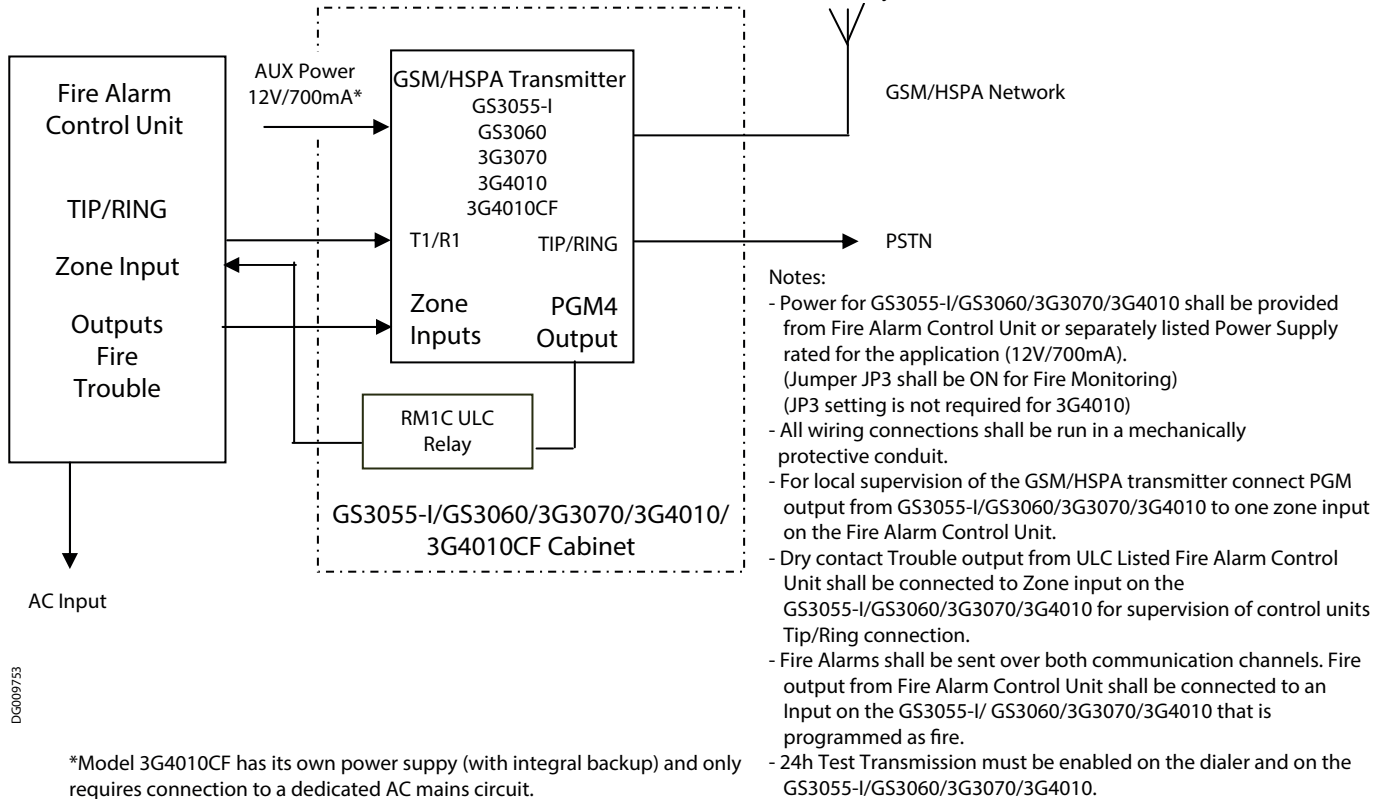 Fire Alarm
Control Unit
TIP/RING
Zone Input
Outputs
Fire
Trouble
AC Input
AUX Power
12V/700mA*
GSM/HSPA Transmitter
GS3055-I
GS3060
3G3070
3G4010
3G4010CF
T1/R1
TIP/RING
Zone
Inputs
PGM4
Output
RM1C ULC
Relay
GS3055-I/GS3060/3G3070/3G4010/
3G4010CF Cabinet
GSM/HSPA Network
PSTN
Notes:
- Power for GS3055-I/GS3060/3G3070/3G4010 shall be provided
from Fire Alarm Control Unit or separately listed Power Supply
rated for the application (12V/700mA).
(Jumper JP3 shall be ON for Fire Monitoring)
(JP3 setting is not required for 3G4010)
- All wiring connections shall be run in a mechanically
protective conduit.
- For local supervision of the GSM/HSPA transmitter connect PGM
output from GS3055-I/GS3060/3G3070/3G4010 to one zone input
on the Fire Alarm Control Unit.
- Dry contact Trouble output from ULC Listed Fire Alarm Control
Unit shall be connected to Zone input on the
GS3055-I/GS3060/3G3070/3G4010 for supervision of control units
Tip/Ring connection.
- Fire Alarms shall be sent over both communication channels. Fire
output from Fire Alarm Control Unit shall be connected to an
Input on the GS3055-I/ GS3060/3G3070/3G4010 that is
programmed as fire.
- 24h Test Transmission must be enabled on the dialer and on the
GS3055-I/GS3060/3G3070/3G4010.
DG009753
*Model 3G4010CF has its own power suppy (with integral backup) and only
requires connection to a dedicated AC mains circuit.